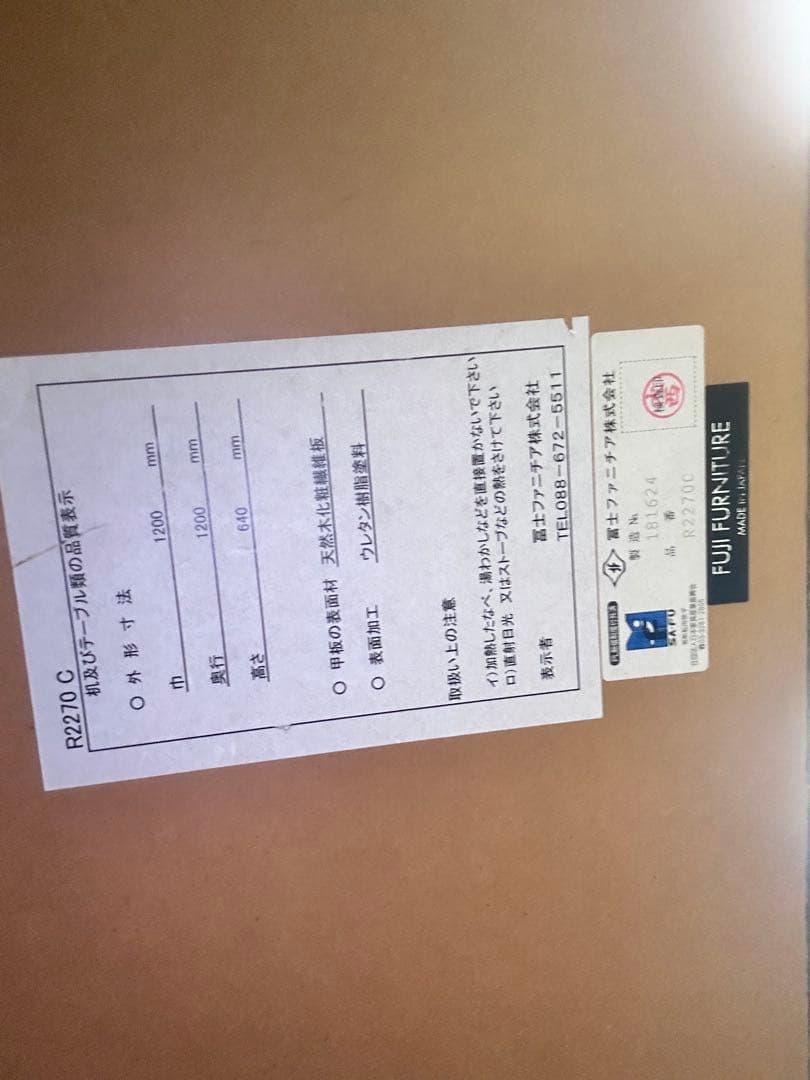 R2270 C
机及びテーブル類の品質表示
○ 外 形 寸 法
巾 1200 mm
奥行 1200 mm
高さ 640 mm
○ 甲板の表面材 天然木化粧繊維板
○ 表面加工 ウレタン樹脂塗料
取扱い上の注意
イ)加熱したなべ、湯わかしなどを直接置かないで下さい
ロ)直射日光 又はストーブなどの熱をさけて下さい
表示者 冨士ファニチア株式会社
TEL088-672-5511
冨士ファニチア株式会社
製造 №
181624
品 番
R2270C
SAFU
FUJI FURNITURE
MADE IN JAPAN